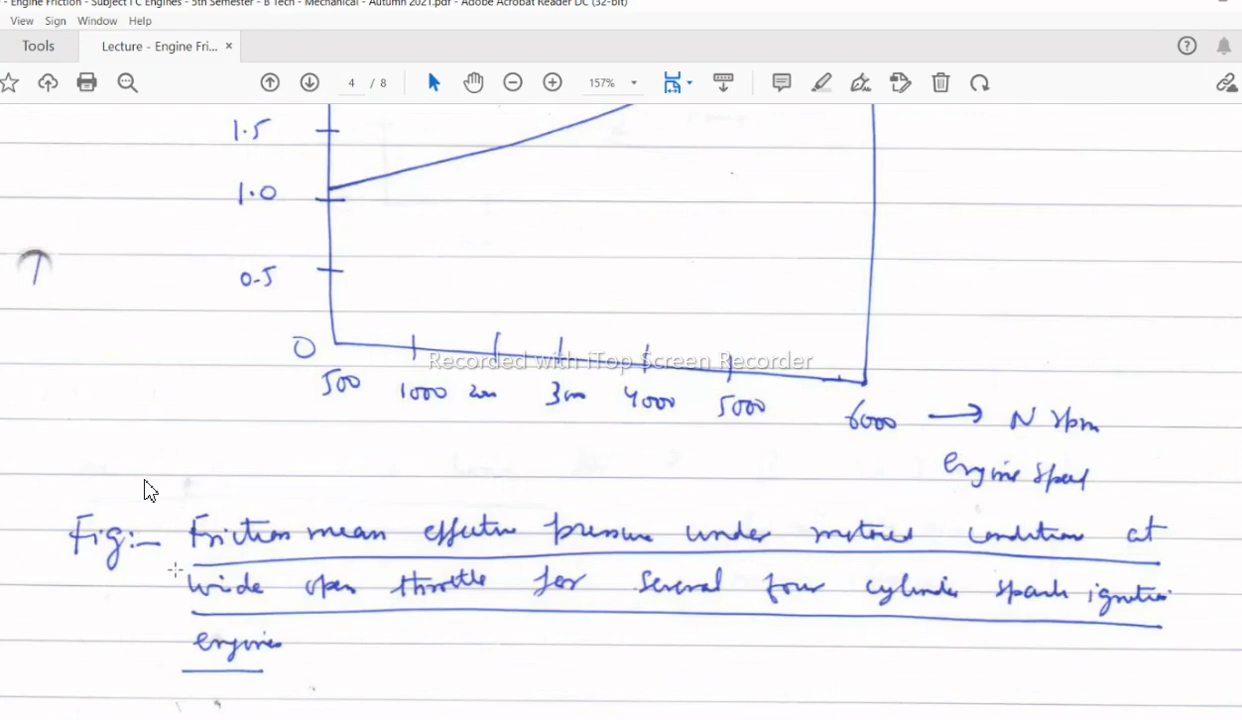 - Engine Friction - Subject I C Engines - 5th Semester - B Tech - Mechanical - Autumn 2021.pdf - Adobe Acrobat Reader DC (32-bit)
View Sign Window Help
Tools Lecture - Engine Fri... ×
4 / 8 157%
1.5
1.0
0.5
0
Recorded with iTop Screen Recorder
500 1000 2000 3000 4000 5000 6000 → N rpm
Engine Speed
Fig:- Friction mean effective pressure under motored condition at
wide open throttle for several four cylinder spark ignition
engines